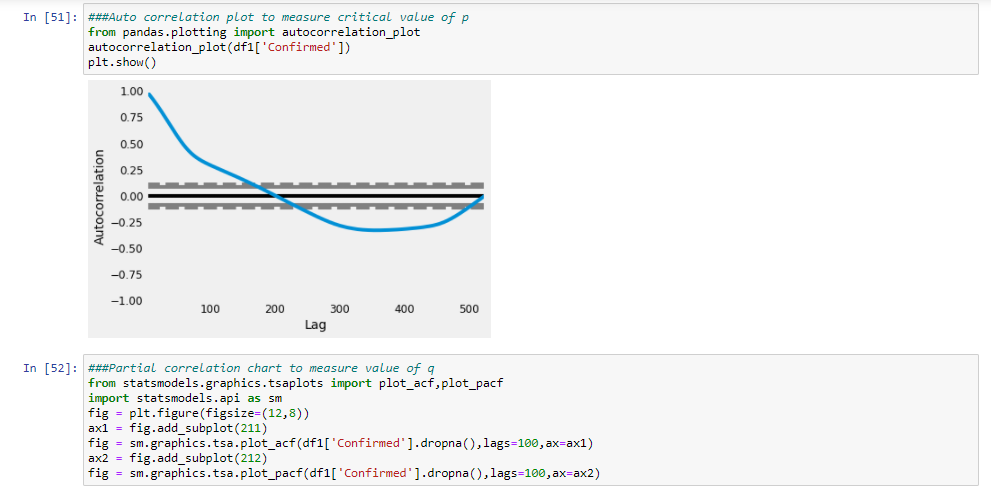 In [51]: ###Auto correlation plot to measure critical value of p
from pandas.plotting import autocorrelation_plot
autocorrelation_plot(df1['Confirmed'])
plt.show()
1.00
0.75
0.50
0.25
0.00
−0.25
−0.50
−0.75
−1.00
Autocorrelation
100 200 300 400 500
Lag
In [52]: ###Partial correlation chart to measure value of q
from statsmodels.graphics.tsaplots import plot_acf,plot_pacf
import statsmodels.api as sm
fig = plt.figure(figsize=(12,8))
ax1 = fig.add_subplot(211)
fig = sm.graphics.tsa.plot_acf(df1['Confirmed'].dropna(),lags=100,ax=ax1)
ax2 = fig.add_subplot(212)
fig = sm.graphics.tsa.plot_pacf(df1['Confirmed'].dropna(),lags=100,ax=ax2)